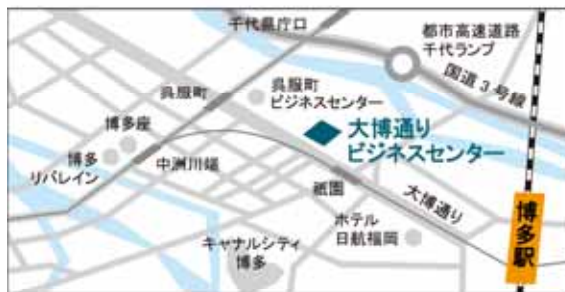 千代県庁口
都市高速道路
千代ランプ
国道3号線
呉服町
呉服町
ビジネスセンター
博多座
大博通り
ビジネスセンター
博多
リバレイン
中洲川端
祇園
大博通り
博多駅
ホテル
日航福岡
キャナルシティ
博多